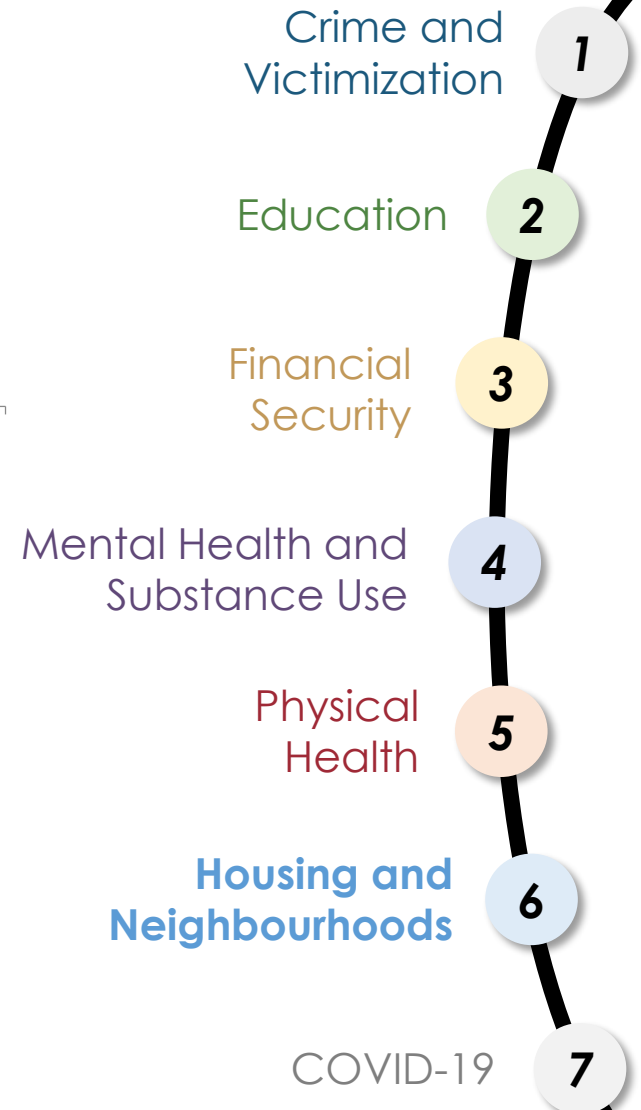 Crime and
Victimization
1
Education
2
Financial
Security
3
Mental Health and
Substance Use
4
Physical
Health
5
Housing and
Neighbourhoods
6
COVID-19
7